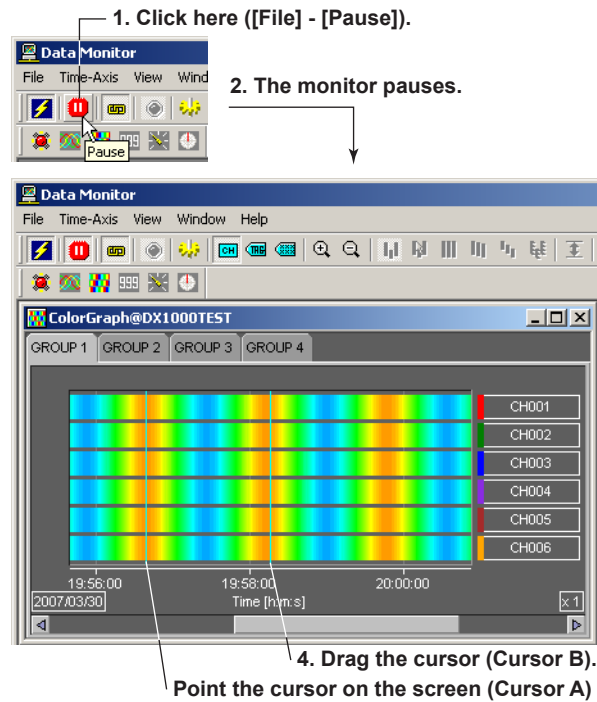 1. Click here ([File] - [Pause]).
Data Monitor
File Time-Axis View Wind
2. The monitor pauses.
999
Pause
Data Monitor
File Time-Axis View Window Help
CH TAG
999
ColorGraph@DX1000TEST
GROUP 1 GROUP 2 GROUP 3 GROUP 4
CH001
CH002
CH003
CH004
CH005
CH006
19:56:00 19:58:00 20:00:00
2007/03/30 Time [h:m:s] x 1
4. Drag the cursor (Cursor B).
Point the cursor on the screen (Cursor A)